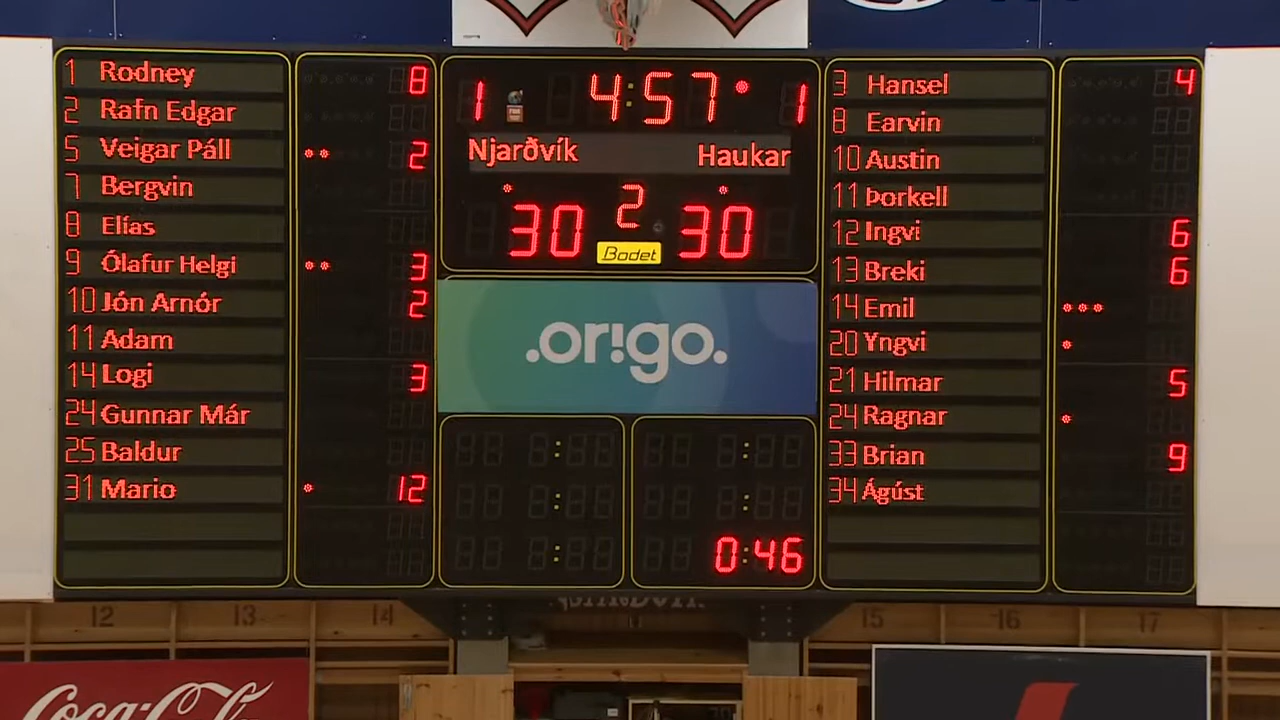 1 Rodney 8
2 Rafn Edgar
5 Veigar Páll 2
7 Bergvin
8 Elías
9 Ólafur Helgi 3
10 Jón Arnór 2
11 Adam
14 Logi 3
24 Gunnar Már
25 Baldur
31 Mario 12
1 4:57 1
Njarðvík Haukar
2
30 30
Bodet
.origo.
0:46
3 Hansel 4
8 Earvin
10 Austin
11 Þorkell
12 Ingvi 6
13 Breki 6
14 Emil
20 Yngvi
21 Hilmar 5
24 Ragnar
33 Brian 9
34 Ágúst
12 13 14 15 16 17
Coca-Col